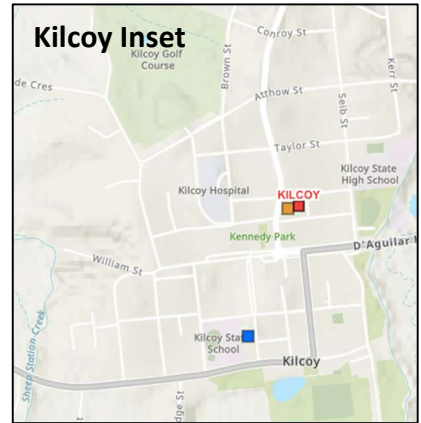 Kilcoy Inset
Conroy St
Kilcoy Golf
Course
Brown St
Kerr St
de Cres
Atthow St
Seib St
Taylor St
Kilcoy State
High School
Kilcoy Hospital
KILCOY
Kennedy Park
D'Aguilar
William St
Sheep Station Creek
Kilcoy Sta
School
Kilcoy
dge St